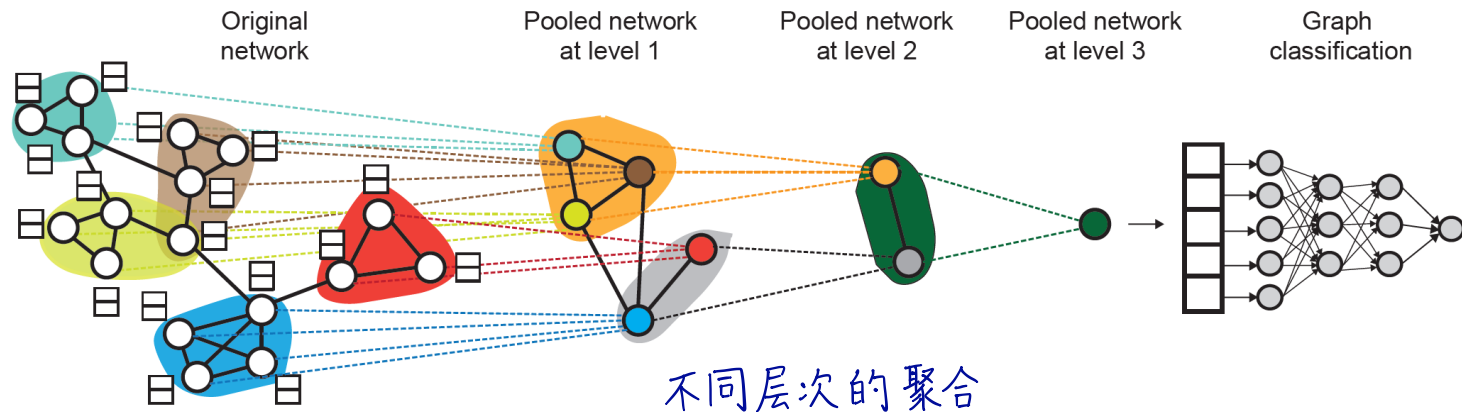 Original
network
Pooled network
at level 1
Pooled network
at level 2
Pooled network
at level 3
Graph
classification
不同层次的聚合